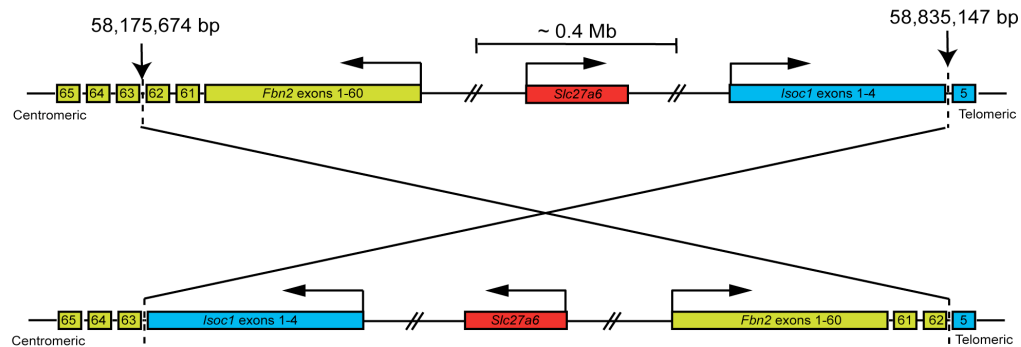 58,175,674 bp
58,835,147 bp
~ 0.4 Mb
65 64 63 62 61 Fbn2 exons 1-60 Slc27a6 Isoc1 exons 1-4 5
Centromeric Telomeric
65 64 63 Isoc1 exons 1-4 Slc27a6 Fbn2 exons 1-60 61 62 5
Centromeric Telomeric